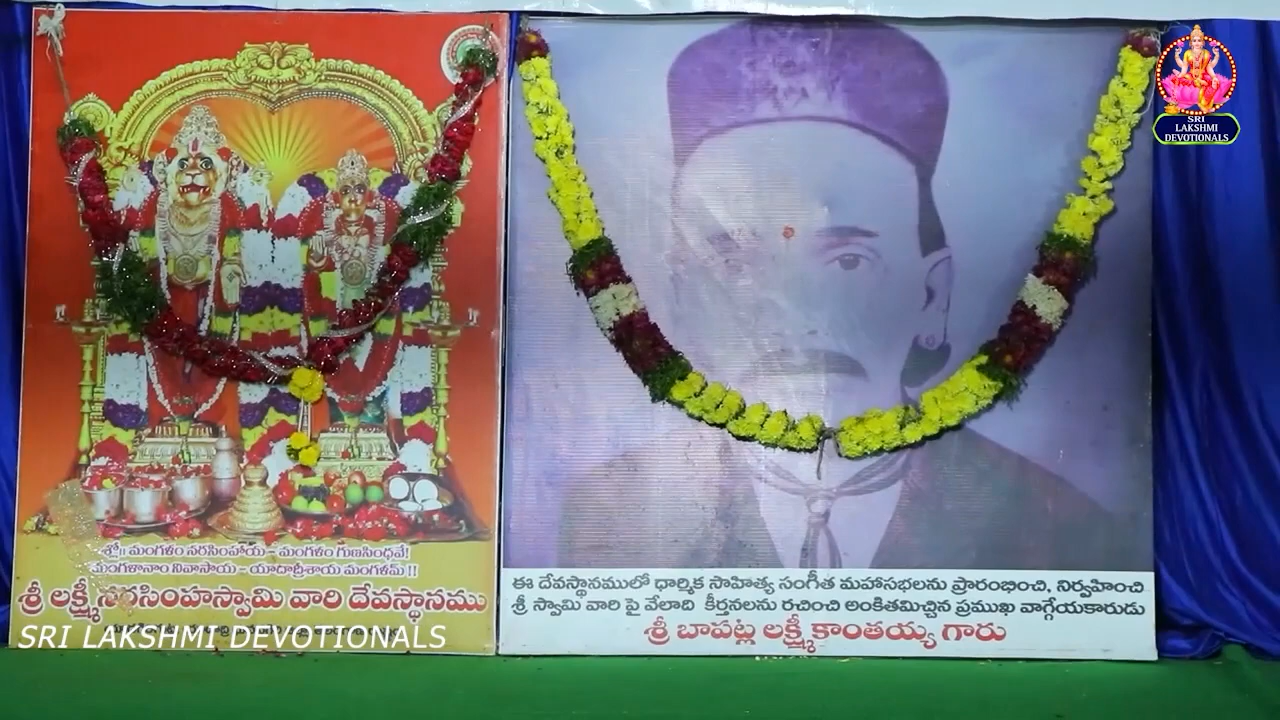 శ్లో॥ మంగళం నరసింహాయ - మంగళం గుణసింధవే!
మంగళానాం నివాసాయ - యాదాద్రీశాయ మంగళమ్ !!
శ్రీ లక్ష్మీ నరసింహస్వామి వారి దేవస్థానము
SRI LAKSHMI DEVOTIONALS
ఈ దేవస్థానములో ధార్మిక సాహిత్య సంగీత మహాసభలను ప్రారంభించి, నిర్వహించి
శ్రీ స్వామి వారి పై వేలాది కీర్తనలను రచించి అంకితమిచ్చిన ప్రముఖ వాగ్గేయకారుడు
శ్రీ బాపట్ల లక్ష్మీకాంతయ్య గారు
SRI
LAKSHMI
DEVOTIONALS